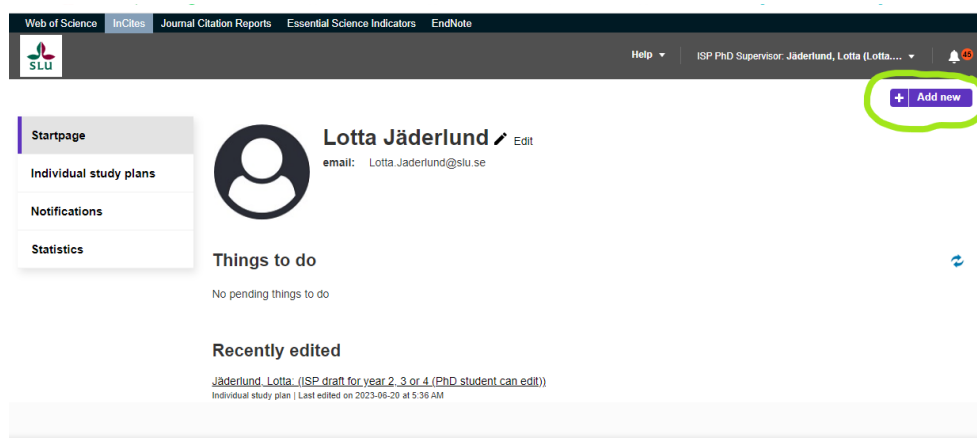 Web of Science InCites Journal Citation Reports Essential Science Indicators EndNote
SLU
Help ISP PhD Supervisor: Jäderlund, Lotta (Lotta.... 45
+ Add new
Startpage
Individual study plans
Notifications
Statistics
Lotta Jäderlund Edit
email: Lotta.Jaderlund@slu.se
Things to do
No pending things to do
Recently edited
Jäderlund, Lotta: (ISP draft for year 2, 3 or 4 (PhD student can edit))
Individual study plan | Last edited on 2023-06-20 at 5:36 AM